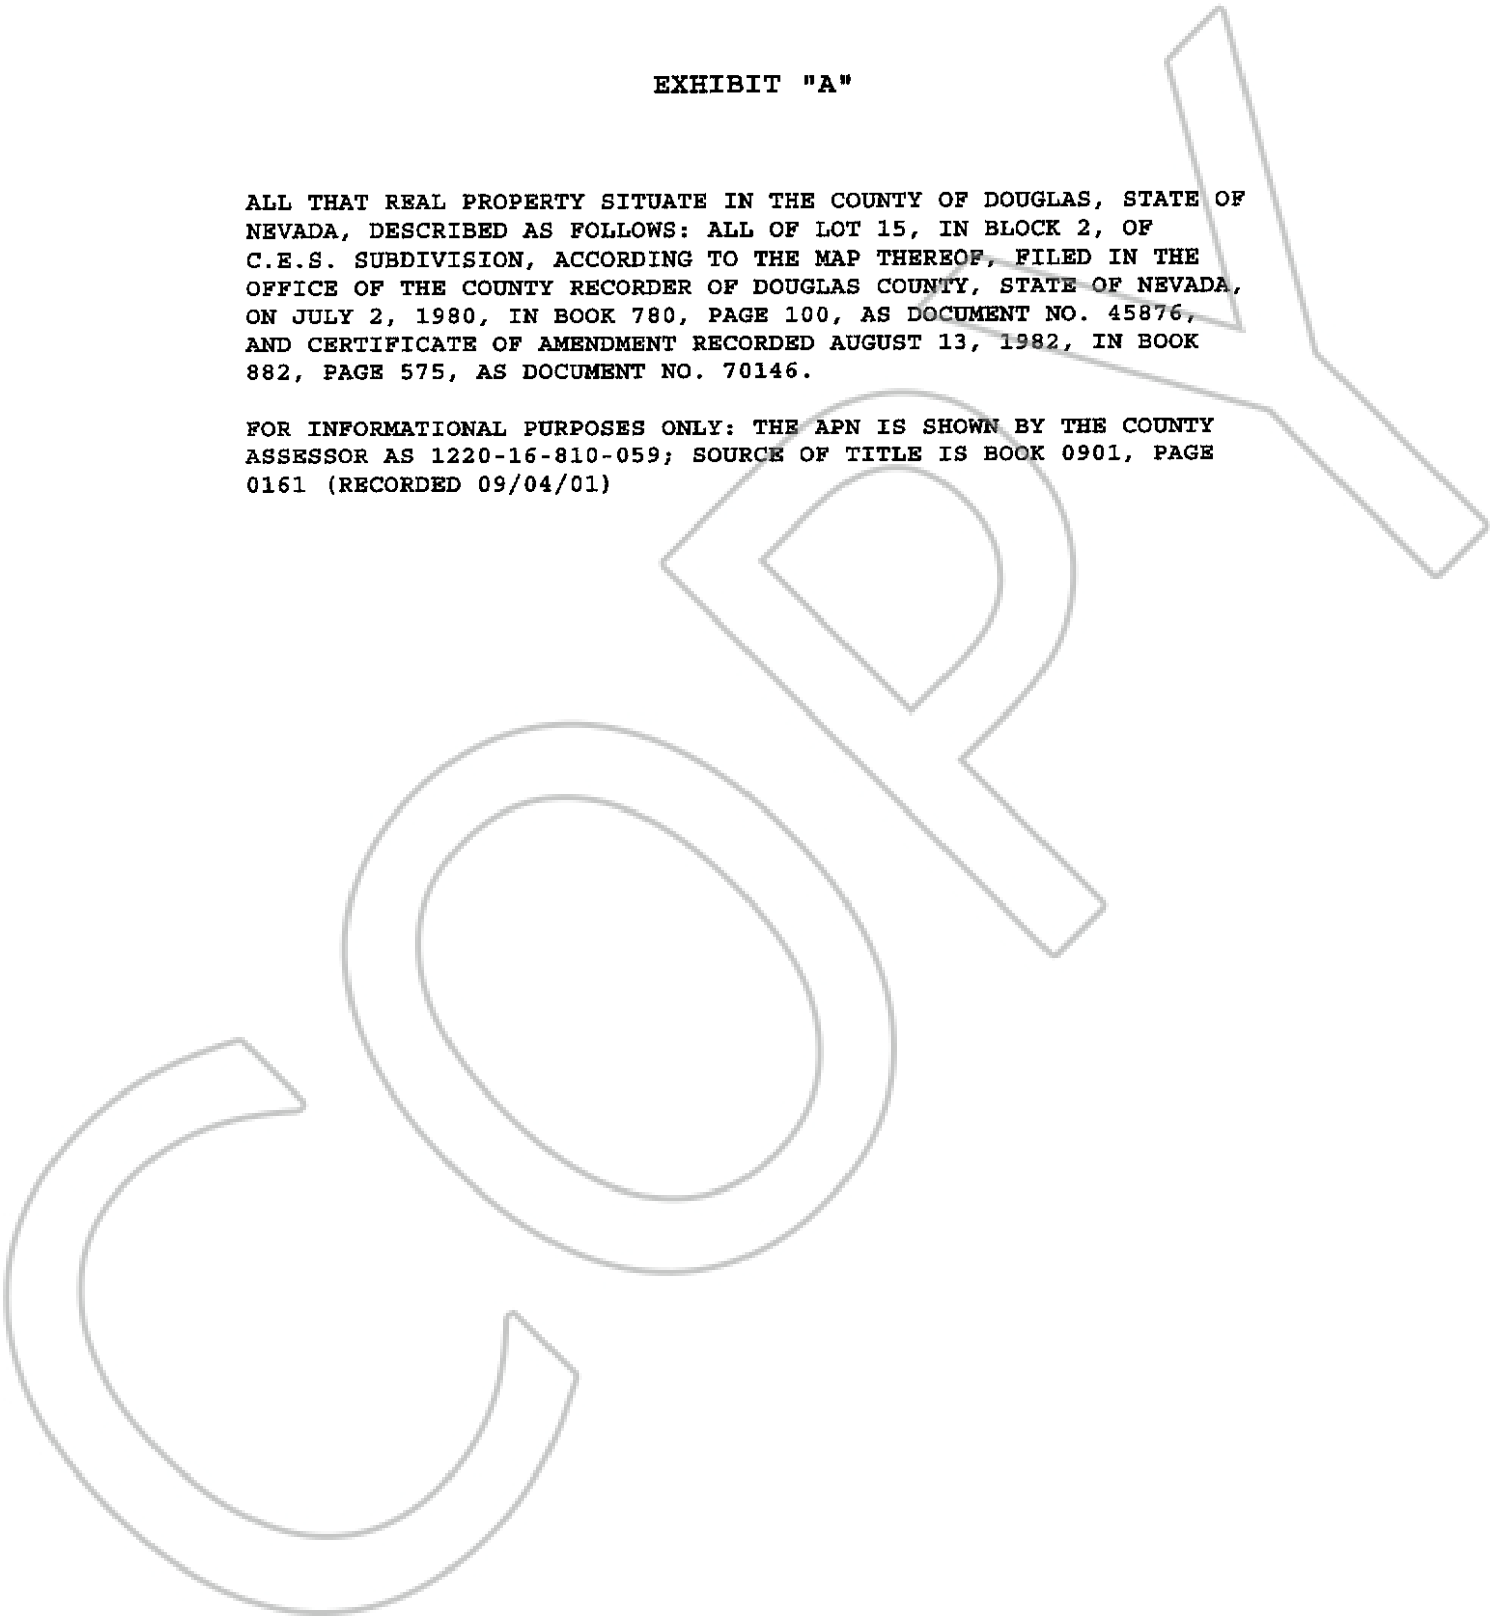 EXHIBIT "A"
ALL THAT REAL PROPERTY SITUATE IN THE COUNTY OF DOUGLAS, STATE OF
NEVADA, DESCRIBED AS FOLLOWS: ALL OF LOT 15, IN BLOCK 2, OF
C.E.S. SUBDIVISION, ACCORDING TO THE MAP THEREOF, FILED IN THE
OFFICE OF THE COUNTY RECORDER OF DOUGLAS COUNTY, STATE OF NEVADA,
ON JULY 2, 1980, IN BOOK 780, PAGE 100, AS DOCUMENT NO. 45876,
AND CERTIFICATE OF AMENDMENT RECORDED AUGUST 13, 1982, IN BOOK
882, PAGE 575, AS DOCUMENT NO. 70146.
FOR INFORMATIONAL PURPOSES ONLY: THE APN IS SHOWN BY THE COUNTY
ASSESSOR AS 1220-16-810-059; SOURCE OF TITLE IS BOOK 0901, PAGE
0161 (RECORDED 09/04/01)
COPY